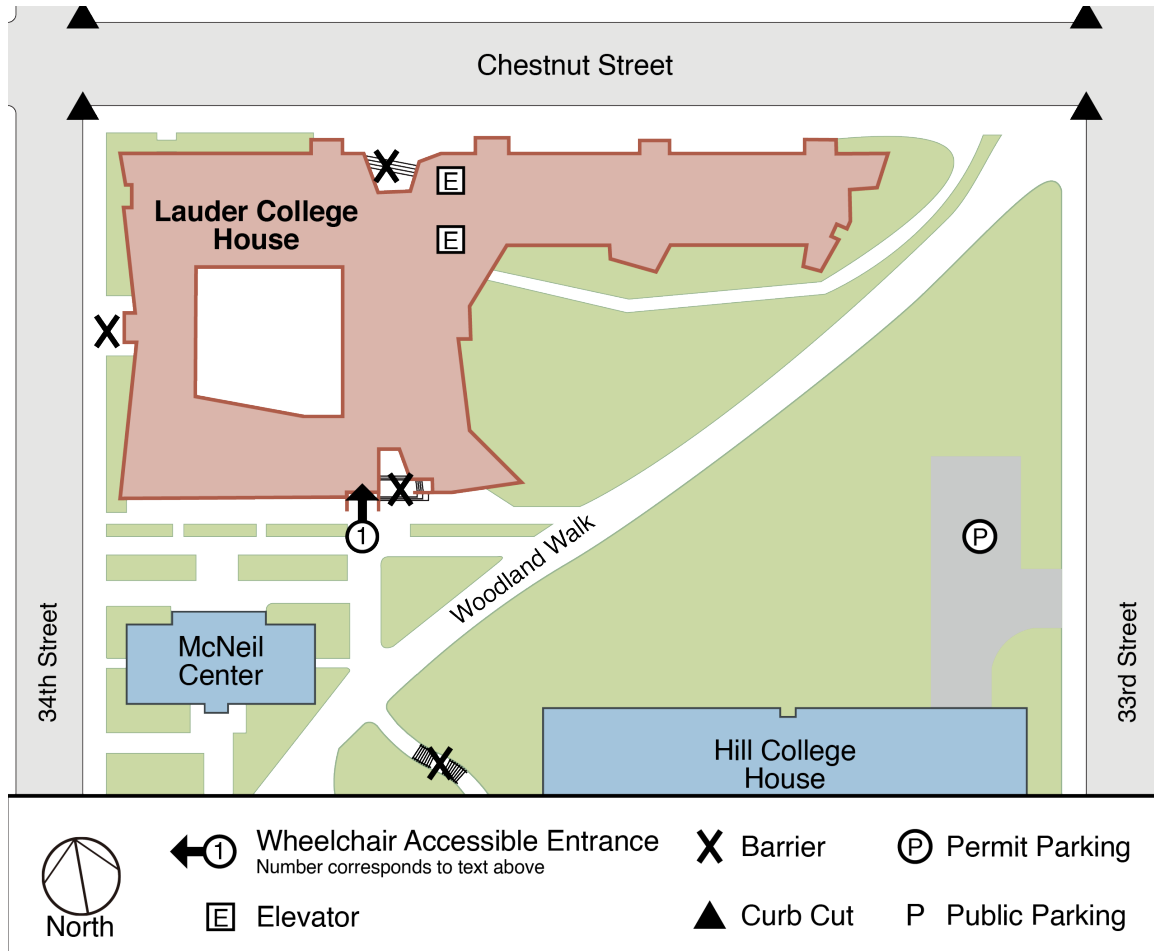 Chestnut Street
E
Lauder College
House
E
1
Woodland Walk
P
McNeil
Center
34th Street
33rd Street
Hill College
House
1
Wheelchair Accessible Entrance
Number corresponds to text above
Barrier
P
Permit Parking
North
E
Elevator
Curb Cut
P
Public Parking